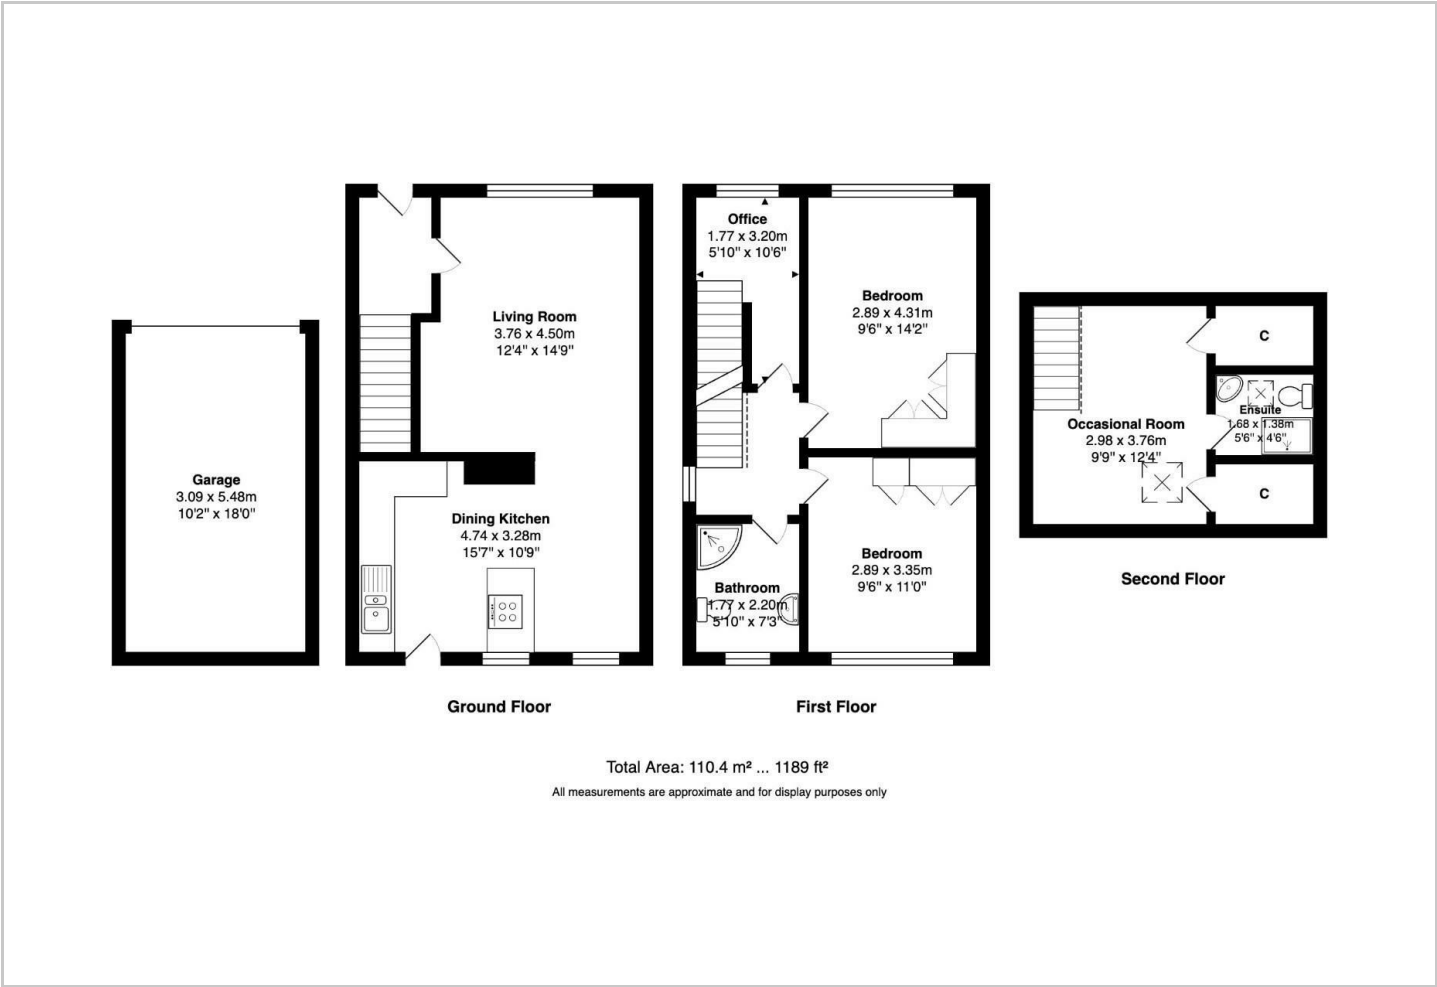 Garage
3.09 x 5.48m
10'2" x 18'0"
Living Room
3.76 x 4.50m
12'4" x 14'9"
Dining Kitchen
4.74 x 3.28m
15'7" x 10'9"
Ground Floor
Office
1.77 x 3.20m
5'10" x 10'6"
Bedroom
2.89 x 4.31m
9'6" x 14'2"
Bathroom
1.77 x 2.20m
5'10" x 7'3"
Bedroom
2.89 x 3.35m
9'6" x 11'0"
First Floor
C
Ensuite
1.68 x 1.38m
5'6" x 4'6"
Occasional Room
2.98 x 3.76m
9'9" x 12'4"
C
Second Floor
Total Area: 110.4 m² ... 1189 ft²
All measurements are approximate and for display purposes only